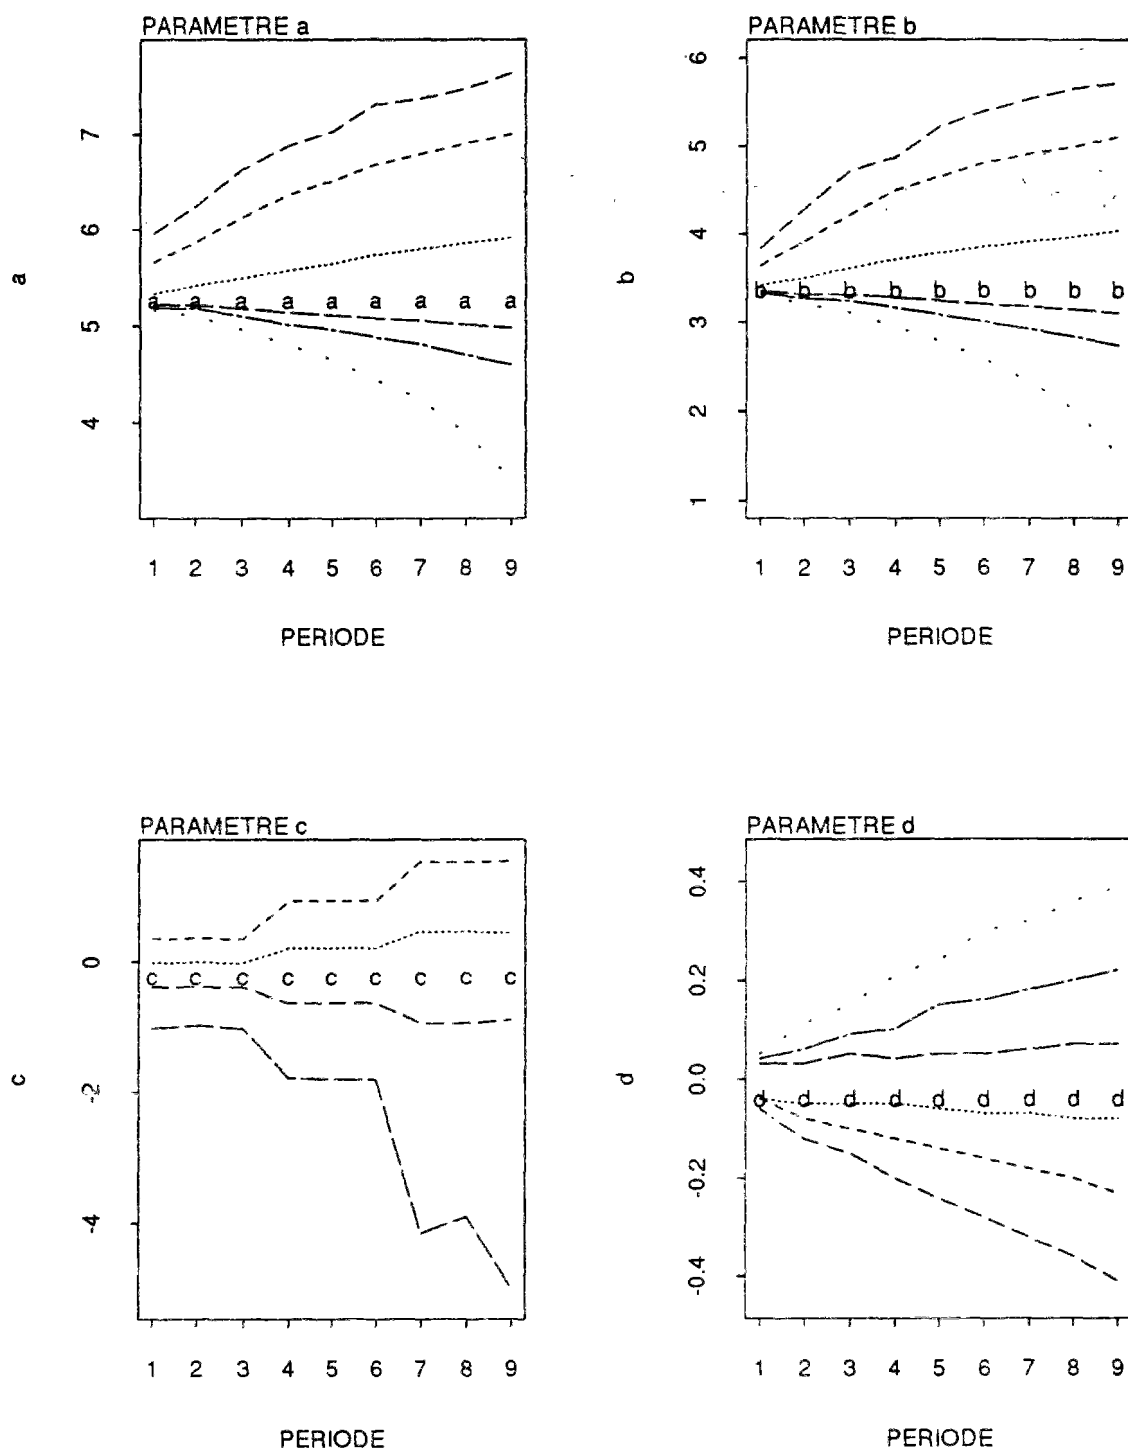 PARAMETRE a
7
6
5
4
a
a a a a a a a a a
1 2 3 4 5 6 7 8 9
PERIODE
PARAMETRE b
6
5
4
3
2
1
b
b b b b b b b b b
1 2 3 4 5 6 7 8 9
PERIODE
PARAMETRE c
0
-2
-4
c
c c c c c c c c c
1 2 3 4 5 6 7 8 9
PERIODE
PARAMETRE d
0.4
0.2
0.0
-0.2
-0.4
d
d d d d d d d d d
1 2 3 4 5 6 7 8 9
PERIODE